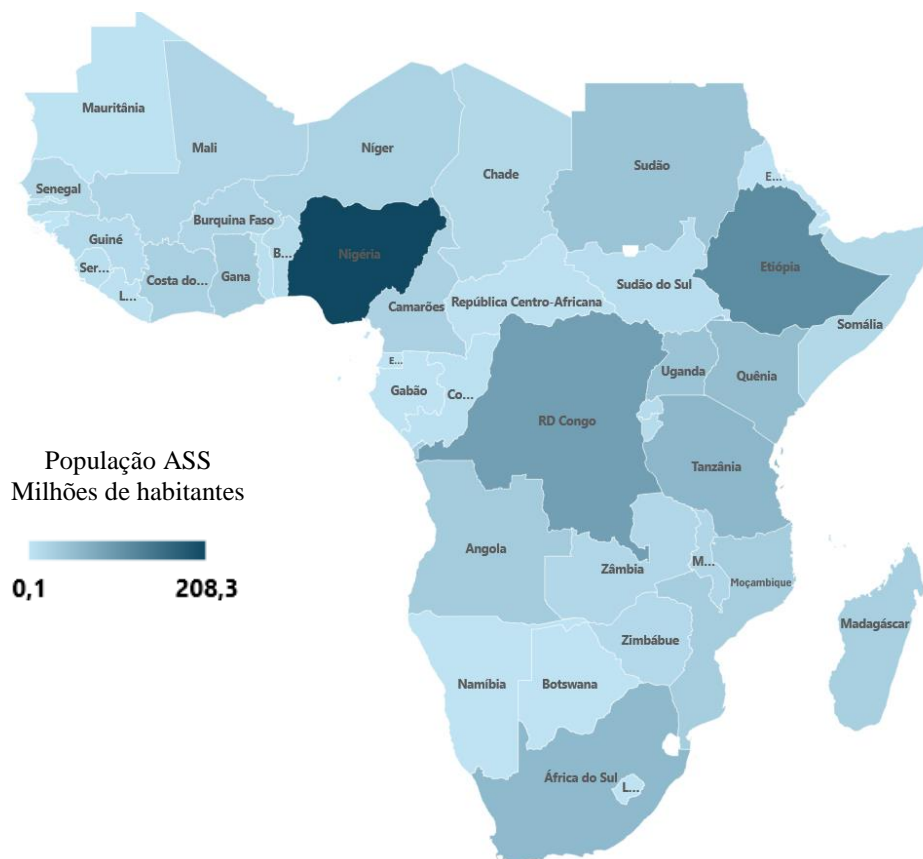 Mauritânia
Mali
Níger
Chade
Sudão
E...
Senegal
Burquina Faso
Guiné
B...
Ser...
Costa do...
Gana
Nigéria
L...
Camarões
República Centro-Africana
Sudão do Sul
Etiópia
Somália
E...
Gabão
Co...
Uganda
Quênia
RD Congo
Tanzânia
População ASS
Milhões de habitantes
0,1 208,3
Angola
Zâmbia
M...
Moçambique
Madagáscar
Zimbábue
Namíbia
Botswana
África do Sul
L...